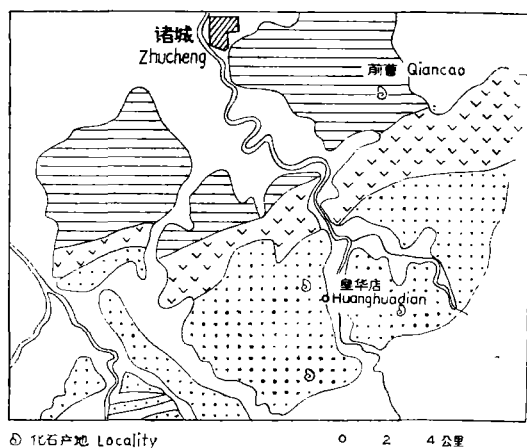 诸城
Zhucheng
前曹 Qiancao
皇华店
Huanghuadian
化石产地 Locality
0 2 4 公里